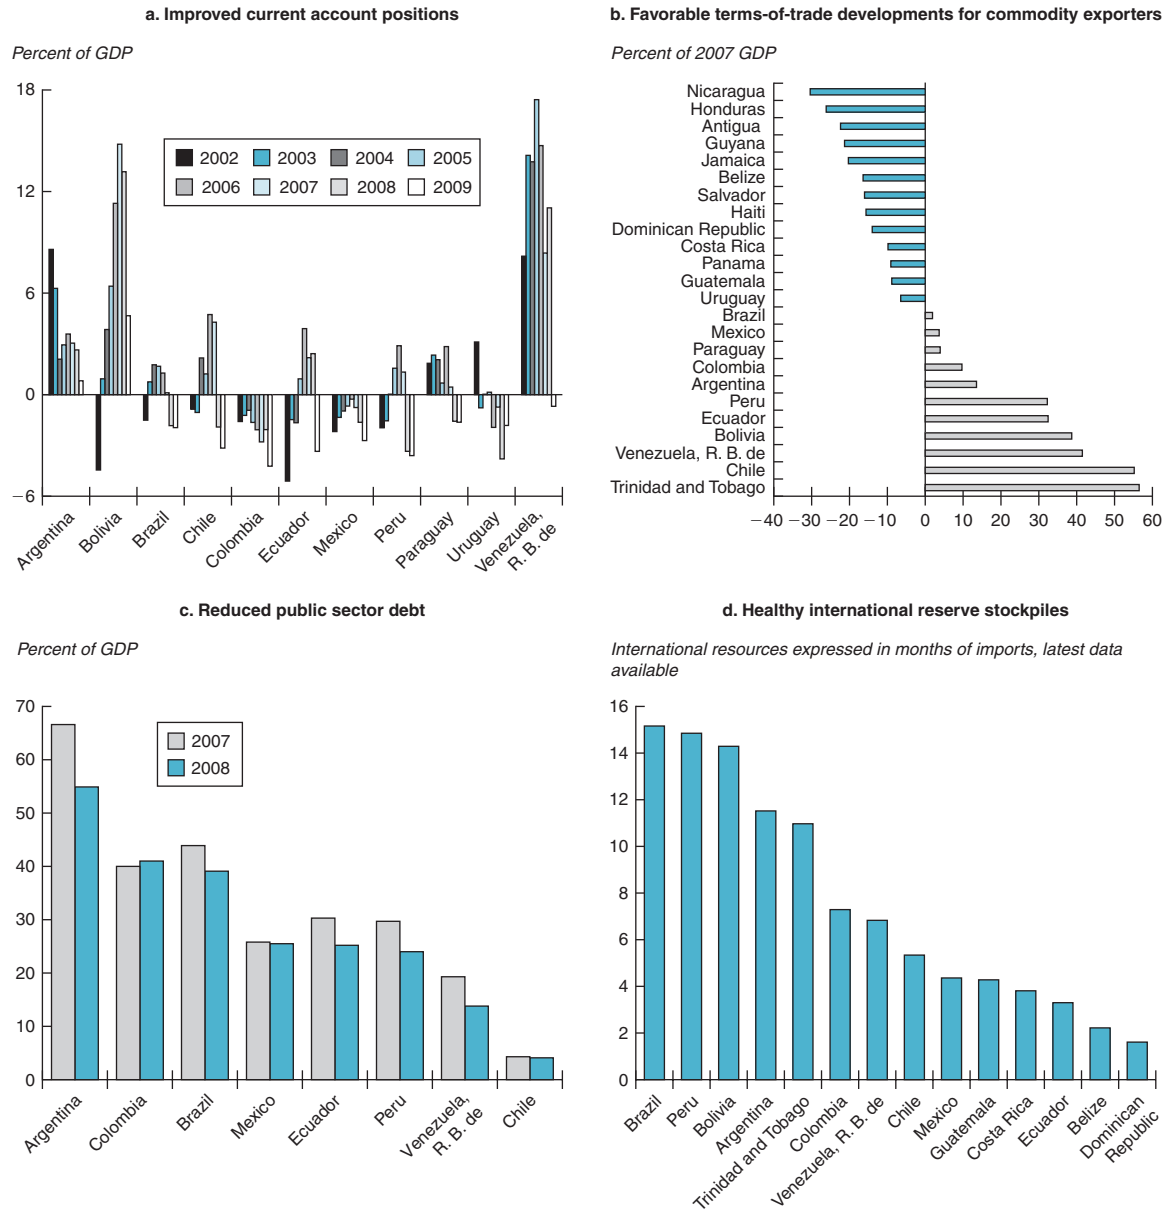 a. Improved current account positions
Percent of GDP
18
12
6
0
−6
2002 2003 2004 2005
2006 2007 2008 2009
Argentina
Bolivia
Brazil
Chile
Colombia
Ecuador
Mexico
Peru
Paraguay
Uruguay
Venezuela,
R. B. de
b. Favorable terms-of-trade developments for commodity exporters
Percent of 2007 GDP
Nicaragua
Honduras
Antigua
Guyana
Jamaica
Belize
Salvador
Haiti
Dominican Republic
Costa Rica
Panama
Guatemala
Uruguay
Brazil
Mexico
Paraguay
Colombia
Argentina
Peru
Ecuador
Bolivia
Venezuela, R. B. de
Chile
Trinidad and Tobago
−40 −30 −20 −10 0 10 20 30 40 50 60
c. Reduced public sector debt
Percent of GDP
70
60
50
40
30
20
10
0
2007
2008
Argentina
Colombia
Brazil
Mexico
Ecuador
Peru
Venezuela,
R. B. de
Chile
d. Healthy international reserve stockpiles
International resources expressed in months of imports, latest data
available
16
14
12
10
8
6
4
2
0
Brazil
Peru
Bolivia
Argentina
Trinidad and Tobago
Colombia
Venezuela, R. B. de
Chile
Mexico
Guatemala
Costa Rica
Ecuador
Belize
Dominican
Republic